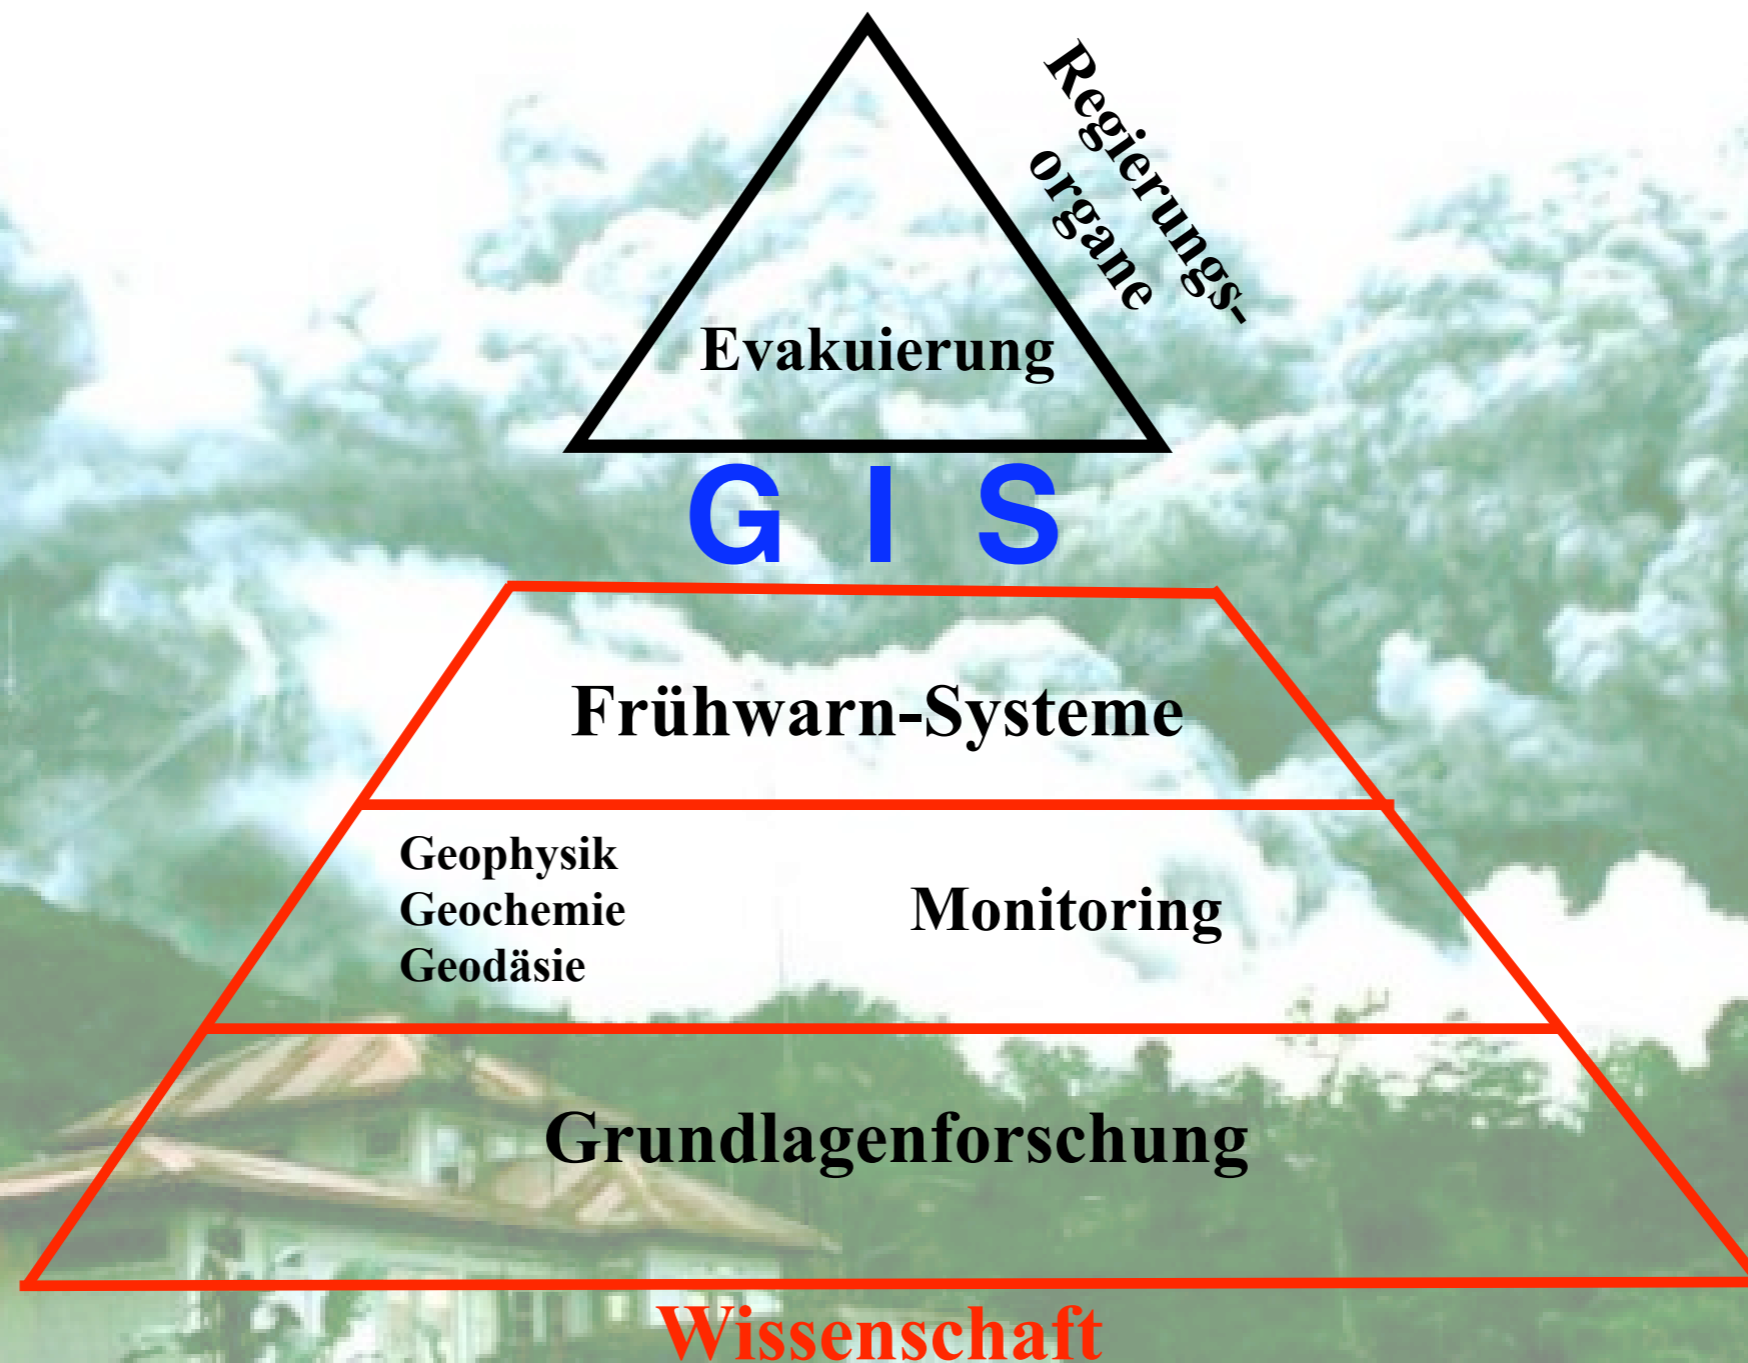 Regierungs-
organe
Evakuierung
G I S
Frühwarn-Systeme
Geophysik
Geochemie
Geodäsie
Monitoring
Grundlagenforschung
Wissenschaft